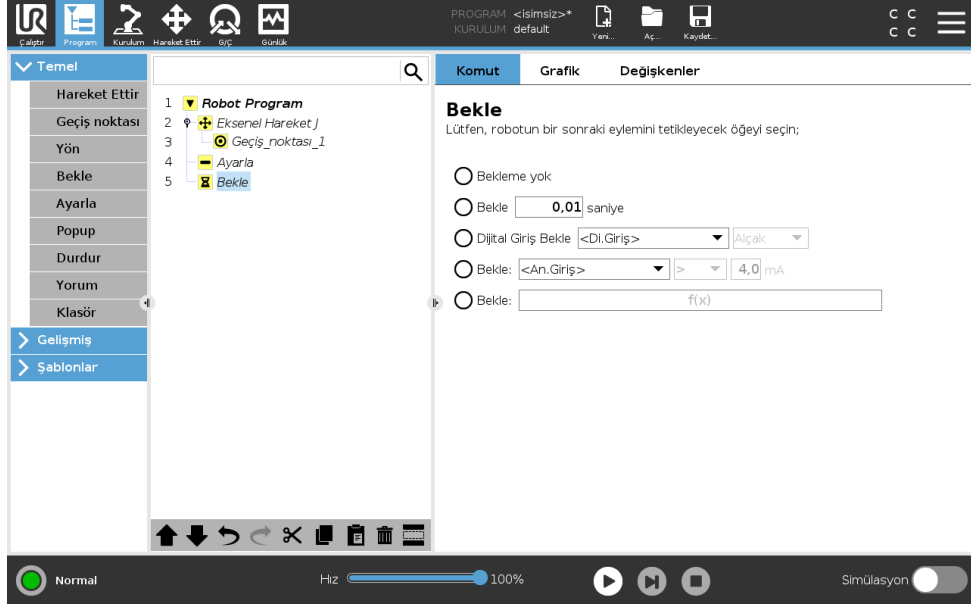 UR
PROGRAM <isimsiz>*
KURULUM default
C C
C C
Çalıştır Program Kurulum Hareket Ettir G/Ç Günlük Yeni... Aç... Kaydet...
Temel
Hareket Ettir
Geçiş noktası
Yön
Bekle
Ayarla
Popup
Durdur
Yorum
Klasör
Gelişmiş
Şablonlar
1 Robot Program
2 Eksenel Hareket J
3 Geçiş_noktası_1
4 Ayarla
5 Bekle
Komut Grafik Değişkenler
Bekle
Lütfen, robotun bir sonraki eylemini tetikleyecek öğeyi seçin;
Bekleme yok
Bekle 0,01 saniye
Dijital Giriş Bekle <Di.Giriş> Alçak
Bekle: <An.Giriş> > 4,0 mA
Bekle: f(x)
Normal Hız 100% Simülasyon